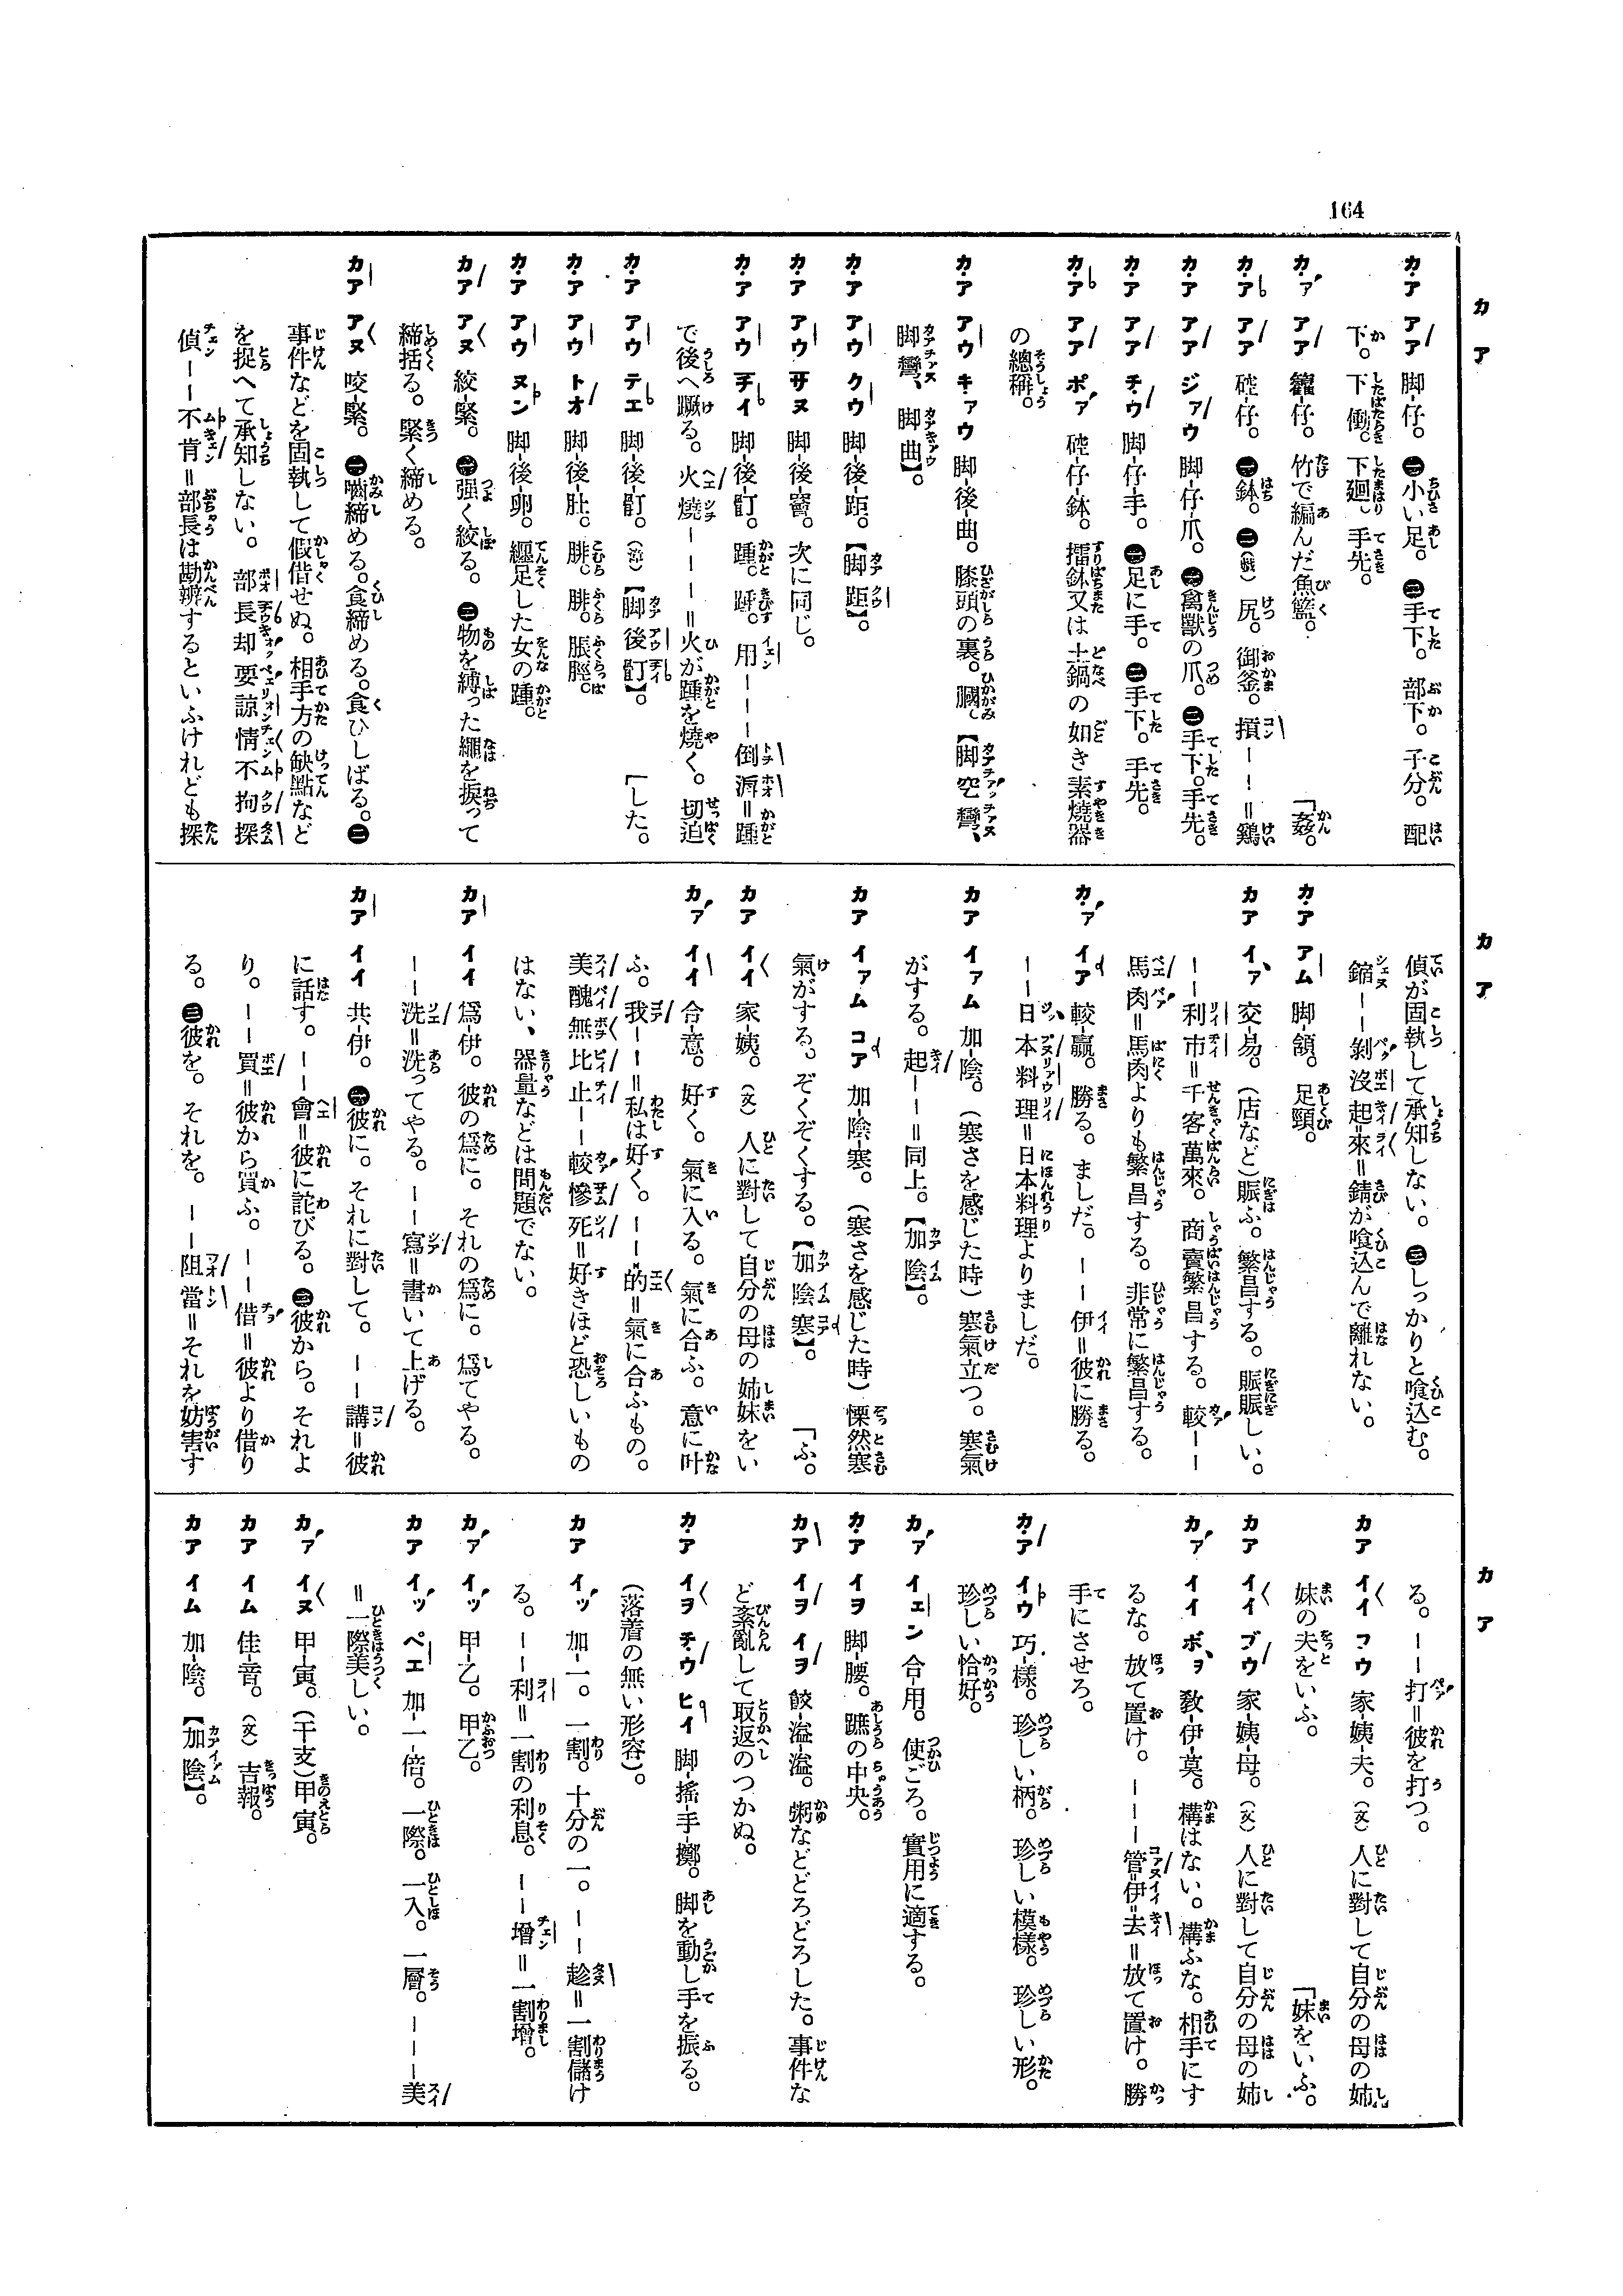 164
カア
カ・ア アア 脚-仔。㊀小い足。㊁手下。部下。子分。配
下。下働。下廻。手先。
カァ アア 籠-仔。竹で編んだ魚籃。 「姦。
カア アア 硿-仔。㊀鉢。㊁(戲)尻。御釜。摃ーー＝鷄
カ・ア アア ジァウ 脚-仔-爪。㊀禽獸の爪。㊁手下。手先。
カ・ア アア チ・ウ 脚-仔-手。㊀足に手。㊁手下。手先。
カ・ア アア ポァ 硿-仔-鉢。擂鉢又は土鍋の如き素燒器
の總稱。
カ・ア アウ キァウ 脚-後-曲。膝頭の裏。膕。【脚空彎、
脚彎、脚曲】。
カ・ア アウ クウ 脚-後-距。【脚距】。
カ・ア アウ サヌ 脚-後-。次に同じ。
カ・ア アウ チイ 脚-後-䏲。踵。踵。用ーーー倒＝踵
で後へ蹶る。火燒ーーー＝火が踵を燒く。切迫
カ・ア アウ テエ 脚-後-。(泉)【脚後】。 「した。
カ・ア アウ トオ 脚-後-肚。腓。腓。脹脛。
カ・ア アウ ヌン 脚-後-卵。纒足した女の踵。
カア アヌ 絞-緊。㊀强く絞る。㊁物を縛った繩を捩って
締括る。緊く締める。
カア アヌ 咬-緊。㊀嚙締める。食締める。食ひしばる。㊁
事件などを固執して假借せぬ。相手方の缺點など
を捉へて承知しない。部長却要諒情不拘探
偵ーー不肯＝部長は勘辨するといふけれども探
カア
偵が固執して承知しない。㊂しっかりと喰込む。
鏥ーー剝沒起-來＝錆が喰込んで離れない。
カ・ア アム 脚-頷。足頸。
カア イァ 交-易。(店など)賑ふ。繁昌する。賑賑しい。
ーー利市＝千客萬來。商賣繁昌する。較ーー
馬肉＝馬肉よりも繁昌する。非常に繁昌する。
カァ イア 較-贏。勝る。ましだ。ーー伊＝彼に勝る。
ーー日本料理＝日本料理よりましだ。
カア イァム 加-陰。(寒さを感じた時)寒氣立つ。寒氣
がする。起ーー＝同上。【加陰】。
カア イァム コア 加-陰-寒。(寒さを感じた時)慄然寒
氣がする。ぞくぞくする。【加陰寒】。 「ふ。
カア イイ 家-姨。(文)人に對して自分の母の姉妹をい
カァ イイ 合-意。好く。氣に入る。氣に合ふ。意に叶
ふ。我ーー＝私は好く。ーー的＝氣に合ふもの。
美醜無比止ーー較慘死＝好きほど恐しいもの
はない、器量などは問題でない。
カア イイ 爲-伊。彼の爲に。それの爲に。爲てやる。
ーー洗＝洗ってやる。ーー寫＝書いて上げる。
カア イイ 共-伊。㊀彼に。それに對して。ーー講＝彼
に話す。ーー會＝彼に詫びる。㊁彼から。それよ
り。ーー買＝彼から買ふ。ーー借＝彼より借り
る。㊂彼を。それを。ーー阻當＝それを妨害す
カア
る。ーー打＝彼を打つ。
カア イイ コ・ウ 家-姨-夫。(文)人に對して自分の母の姉
妹の夫をいふ。 「妹をいふ。
カア イイ ブウ 家-姨-母。(文)人に對して自分の母の姉
カァ イイ ボヲ 敎-伊-莫。構はない。構ふな。相手にす
るな。放て置け。ーーー管-伊-去＝放て置け。勝
手にさせろ。
カ・ア イウ 巧-樣。珍しい柄。珍しい模樣。珍しい形。
珍しい恰好。
カァ イェン 合-用。使ごろ。實用に適する。
カ・ア イヲ 脚-腰。蹠の中央。
カア イヲ イヲ 餃-溢-溢。粥などどろどろした。事件な
ど紊亂して取返のつかぬ。
カ・ア イヲ チ・ウ ヒイ 脚-搖-手-擲。脚を動し手を振る。
(落着の無い形容)。
カア イッ 加-一。一割。十分の一。ーー趁＝一割儲け
る。ーー利＝一割の利息。ーー增＝一割增。
カァ イッ 甲-乙。甲乙。
カア イッ ペエ 加-一-倍。一際。一入。一層。ーーー美
＝一際美しい。
カァ イヌ 甲-寅。(干支)甲寅。
カア イム 佳-音。(文)吉報。
カア イム 加-陰。【加陰】。